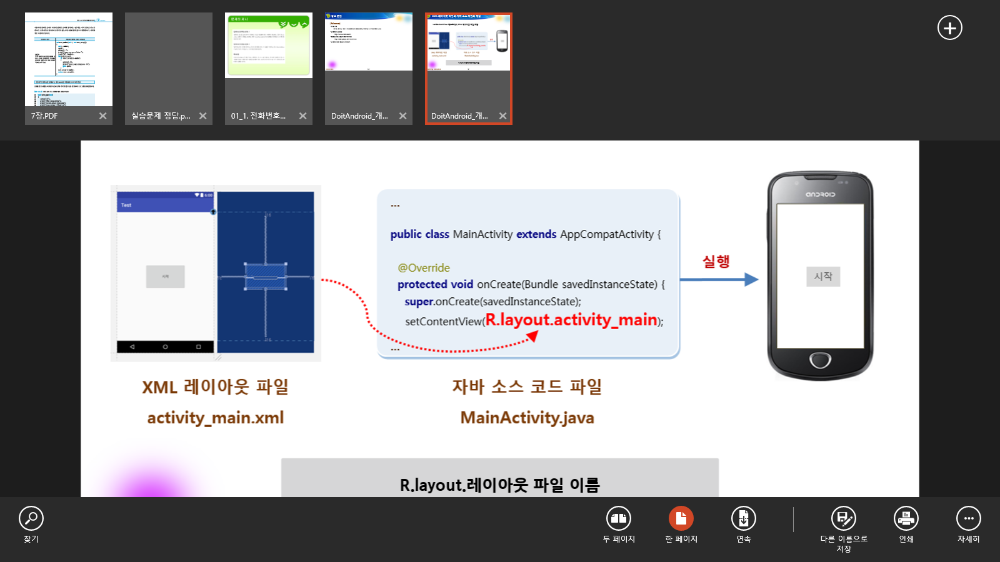 7장.PDF
실습문제 정답.p...
01_1. 전화번호...
DoitAndroid_개...
DoitAndroid_개...
6:00
Test
시작
...
public class MainActivity extends AppCompatActivity {
@Override
protected void onCreate(Bundle savedInstanceState) {
super.onCreate(savedInstanceState);
setContentView(R.layout.activity_main);
...
실행
ANDROID
시작
XML 레이아웃 파일
activity_main.xml
자바 소스 코드 파일
MainActivity.java
R.layout.레이아웃 파일 이름
찾기
두 페이지
한 페이지
연속
다른 이름으로
저장
인쇄
자세히